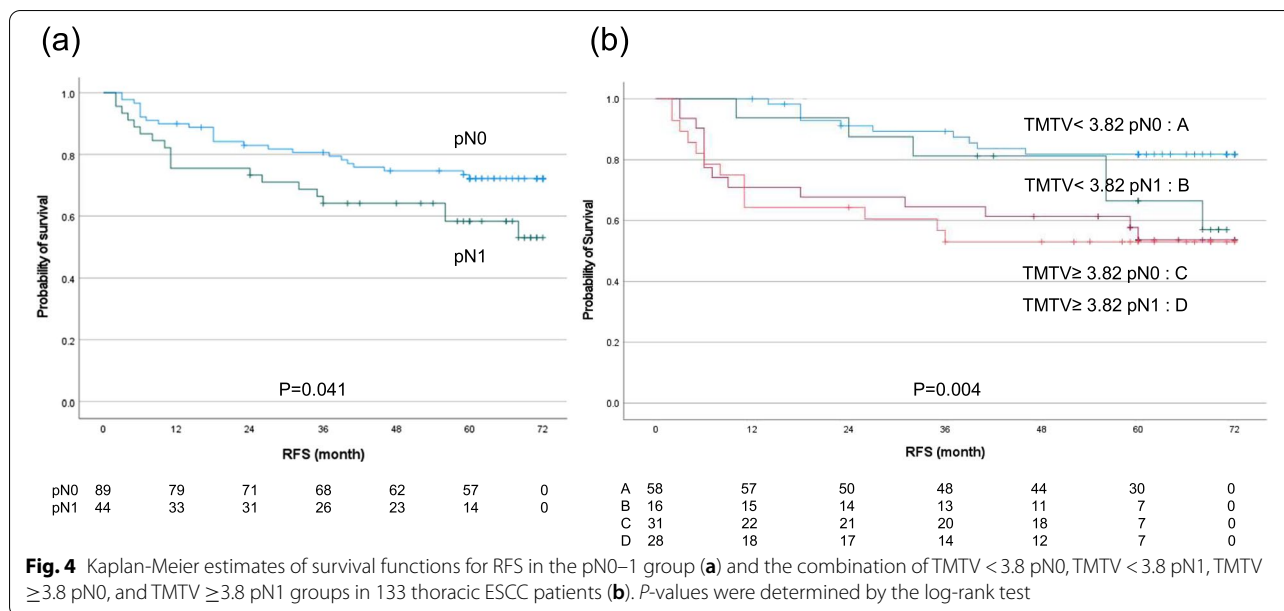 (a)
1.0
0.8
0.6
0.4
0.2
0.0
Probability of survival
pN0
pN1
P=0.041
0 12 24 36 48 60 72
RFS (month)
pN0 89 79 71 68 62 57 0
pN1 44 33 31 26 23 14 0
(b)
1.0
0.8
0.6
0.4
0.2
0.0
Probability of Survival
TMTV< 3.82 pN0 : A
TMTV< 3.82 pN1 : B
TMTV≥ 3.82 pN0 : C
TMTV≥ 3.82 pN1 : D
P=0.004
0 12 24 36 48 60 72
RFS (month)
A 58 57 50 48 44 30 0
B 16 15 14 13 11 7 0
C 31 22 21 20 18 7 0
D 28 18 17 14 12 7 0
Fig. 4 Kaplan-Meier estimates of survival functions for RFS in the pN0–1 group (a) and the combination of TMTV <3.8 pN0, TMTV <3.8 pN1, TMTV
≥3.8 pN0, and TMTV ≥3.8 pN1 groups in 133 thoracic ESCC patients (b). P-values were determined by the log-rank test